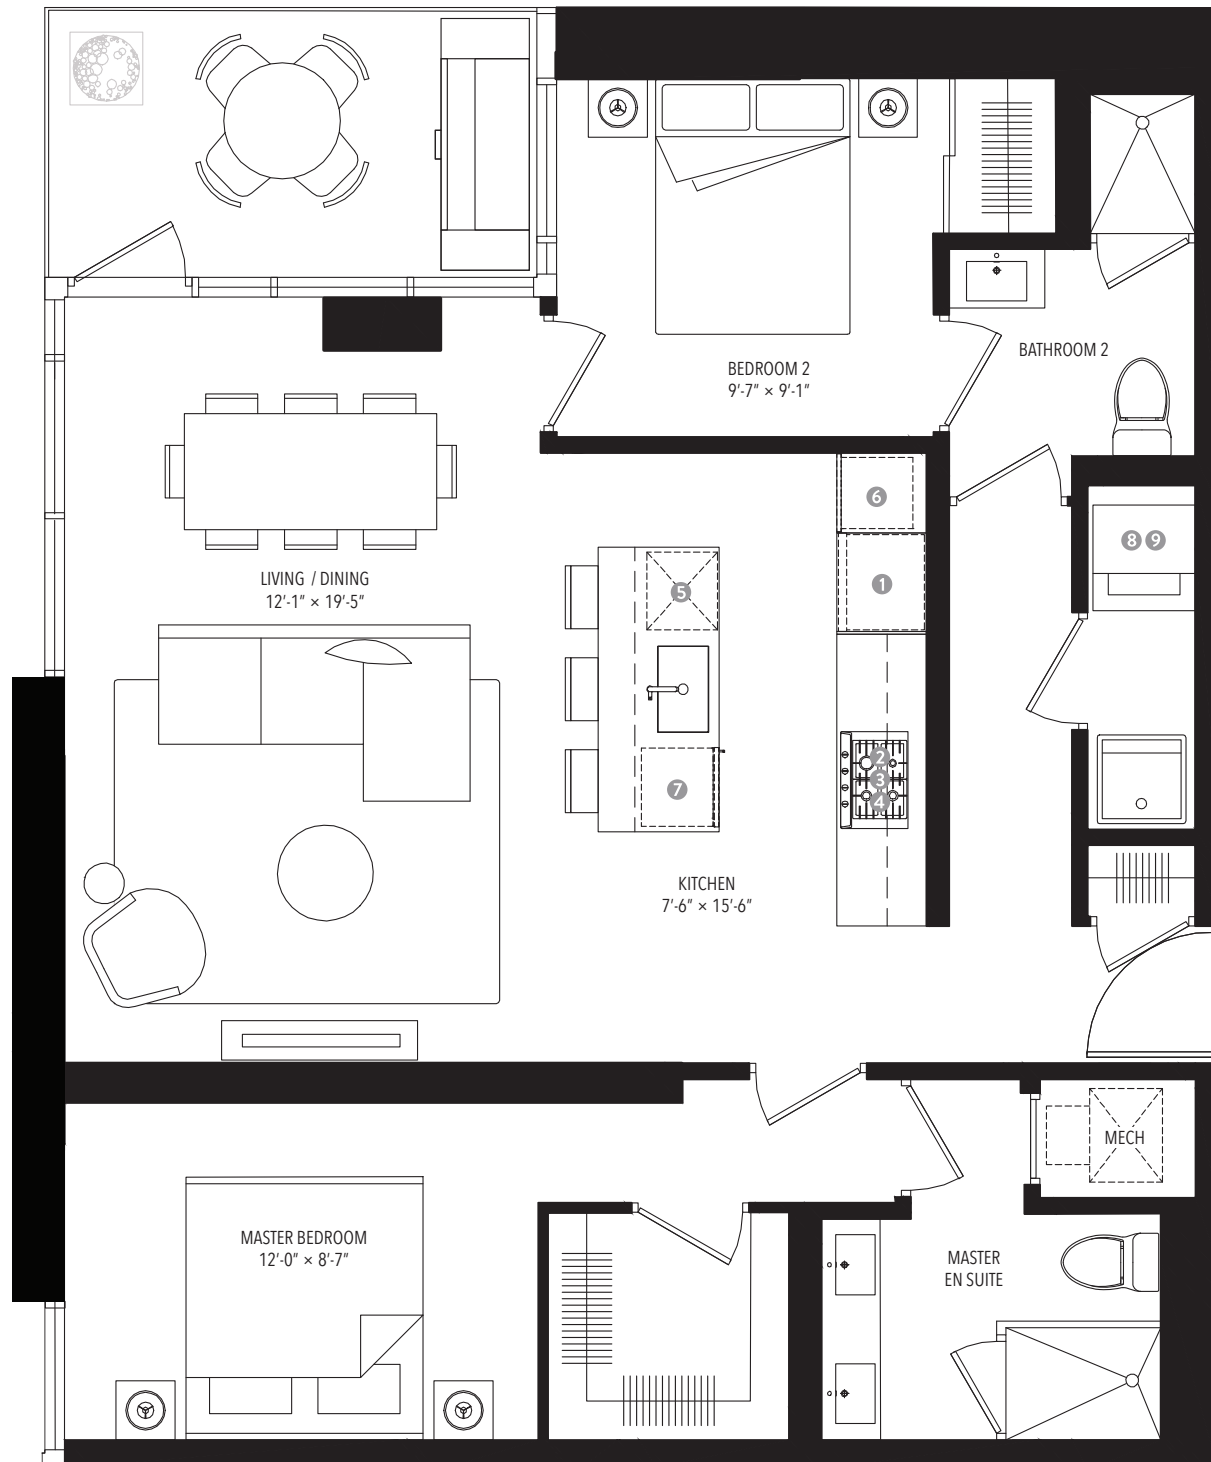 BEDROOM 2
9'-7" × 9'-1"
BATHROOM 2
6
8 9
LIVING / DINING
12'-1" × 19'-5"
5
1
2
3
4
7
KITCHEN
7'-6" × 15'-6"
MECH
MASTER BEDROOM
12'-0" × 8'-7"
MASTER
EN SUITE